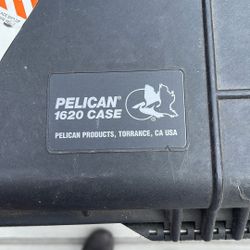 PELICAN®
1620 CASE
PELICAN PRODUCTS, TORRANCE, CA USA